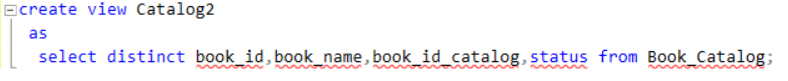 create view Catalog2
as
select distinct book_id,book_name,book_id_catalog,status from Book_Catalog;